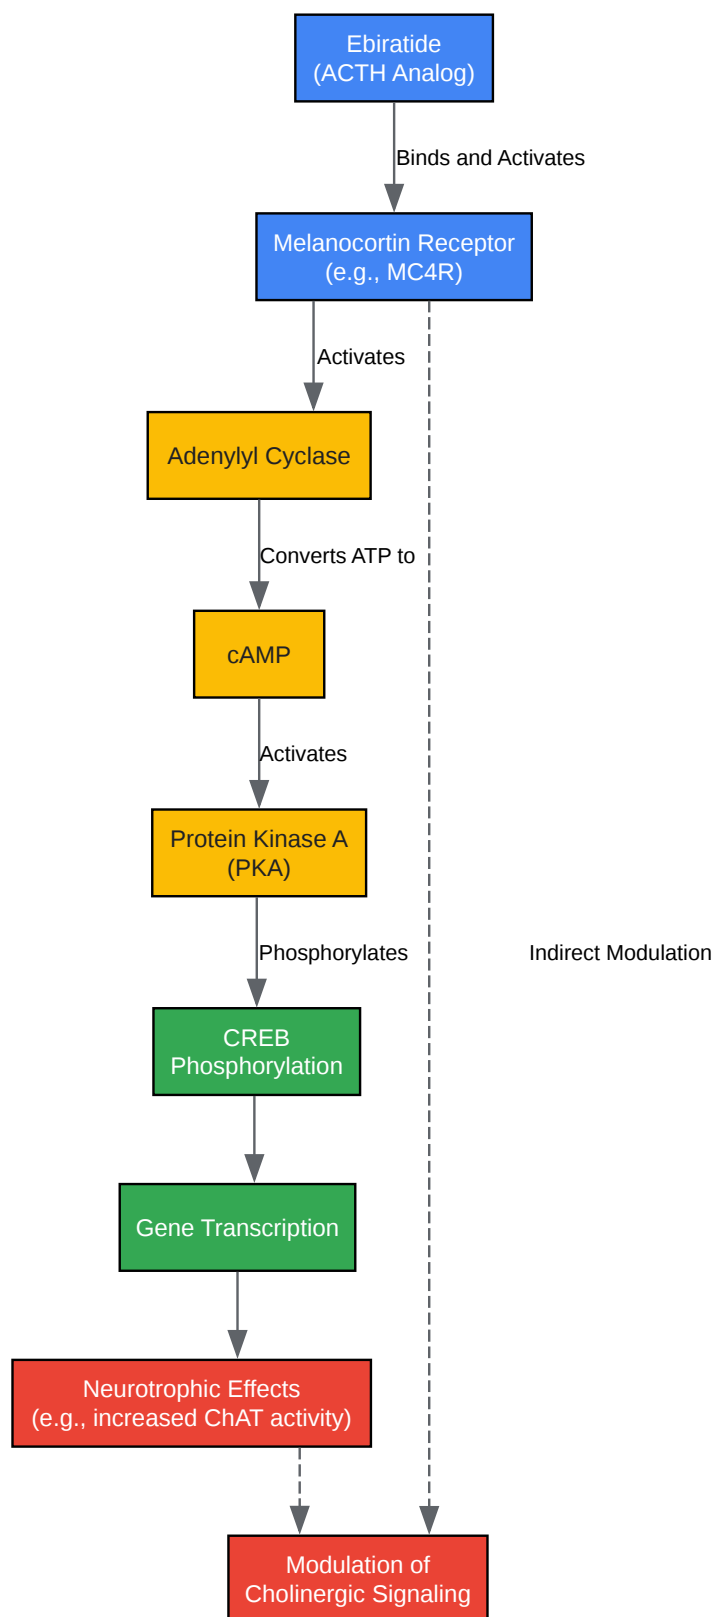 Ebiratide
(ACTH Analog)
Binds and Activates
Melanocortin Receptor
(e.g., MC4R)
Activates
Adenylyl Cyclase
Converts ATP to
cAMP
Activates
Protein Kinase A
(PKA)
Phosphorylates
Indirect Modulation
CREB
Phosphorylation
Gene Transcription
Neurotrophic Effects
(e.g., increased ChAT activity)
Modulation of
Cholinergic Signaling